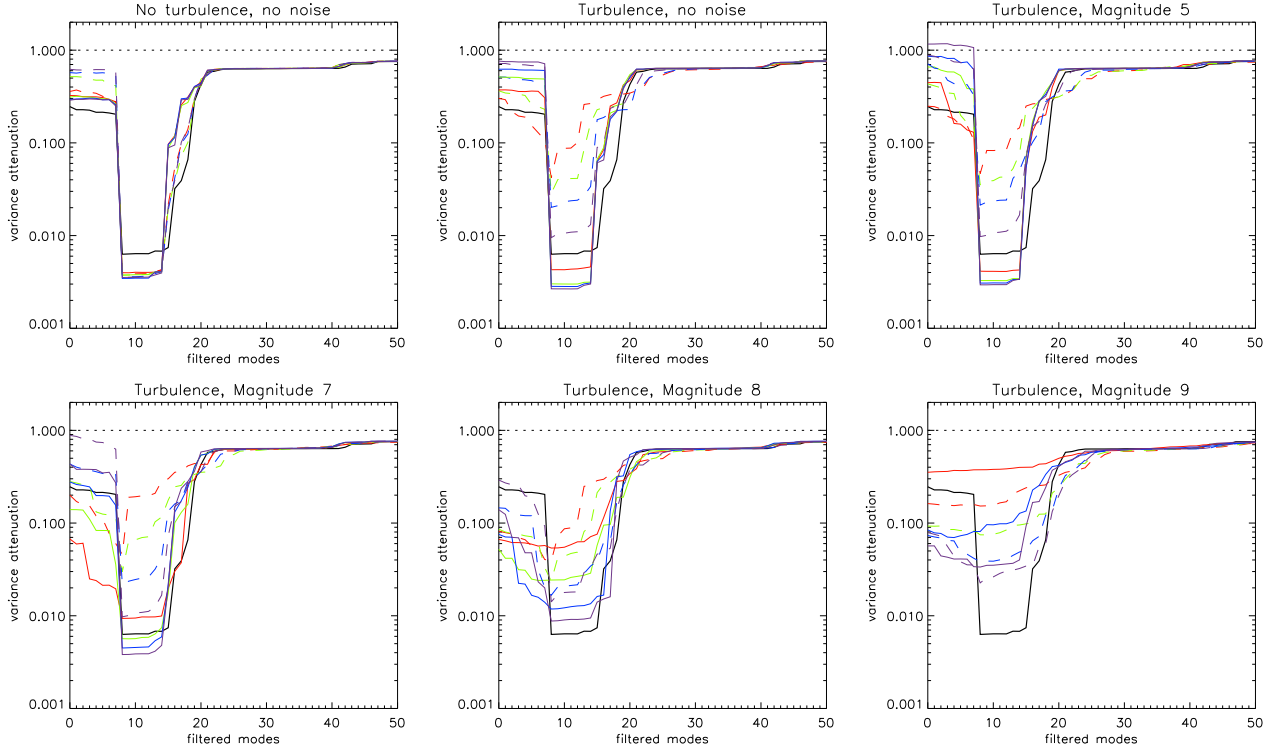 No turbulence, no noise
1.000
0.100
0.010
0.001
variance attenuation
0 10 20 30 40 50
filtered modes
Turbulence, no noise
1.000
0.100
0.010
0.001
variance attenuation
0 10 20 30 40 50
filtered modes
Turbulence, Magnitude 5
1.000
0.100
0.010
0.001
variance attenuation
0 10 20 30 40 50
filtered modes
Turbulence, Magnitude 7
1.000
0.100
0.010
0.001
variance attenuation
0 10 20 30 40 50
filtered modes
Turbulence, Magnitude 8
1.000
0.100
0.010
0.001
variance attenuation
0 10 20 30 40 50
filtered modes
Turbulence, Magnitude 9
1.000
0.100
0.010
0.001
variance attenuation
0 10 20 30 40 50
filtered modes